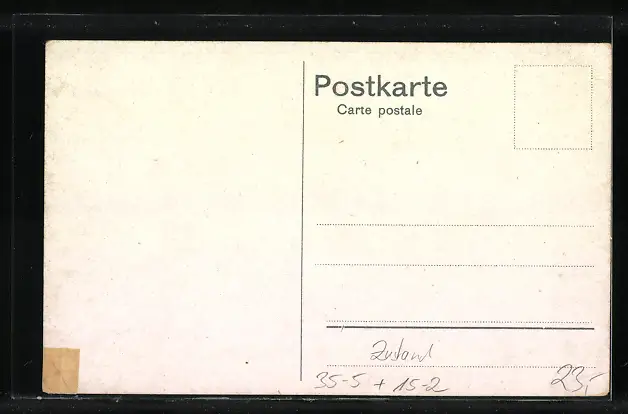 Postkarte
Carte postale
Zustand
35-5 + 15-2
23,-